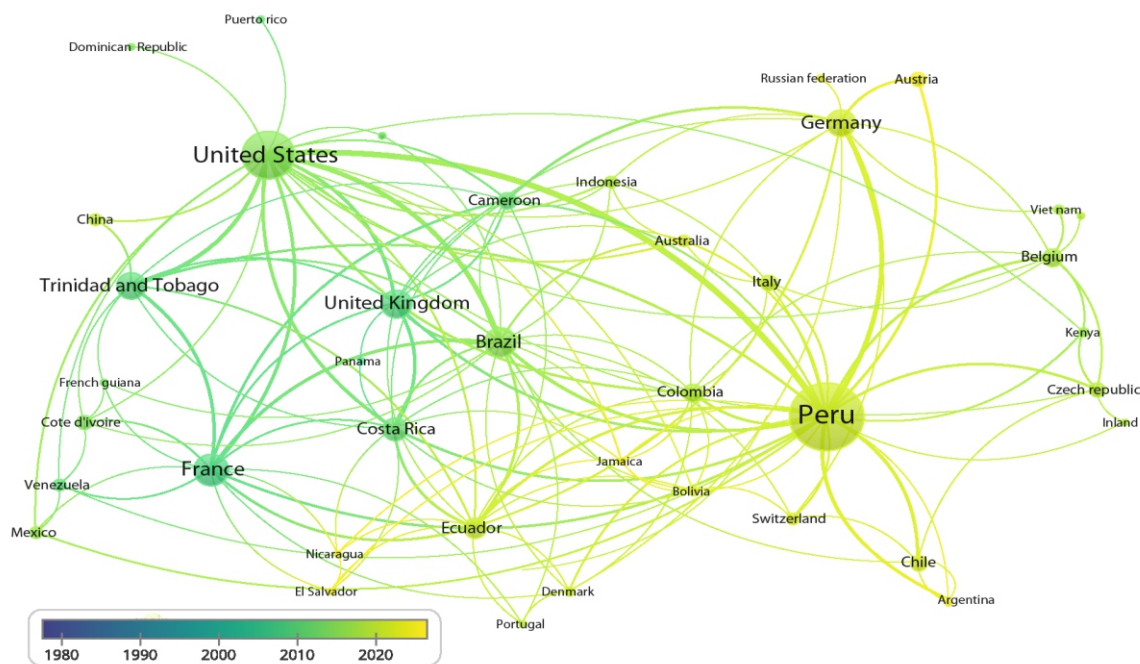 Puerto rico
Dominican Republic
Russian federation
Austria
Germany
United States
Indonesia
Cameroon
China
Viet nam
Australia
Belgium
Italy
Trinidad and Tobago
United Kingdom
Kenya
Brazil
Panama
French guiana
Colombia
Czech republic
Peru
Cote d'ivoire
Costa Rica
Inland
Jamaica
France
Venezuela
Bolivia
Switzerland
Mexico
Ecuador
Nicaragua
Chile
El Salvador
Denmark
Argentina
Portugal
1980 1990 2000 2010 2020